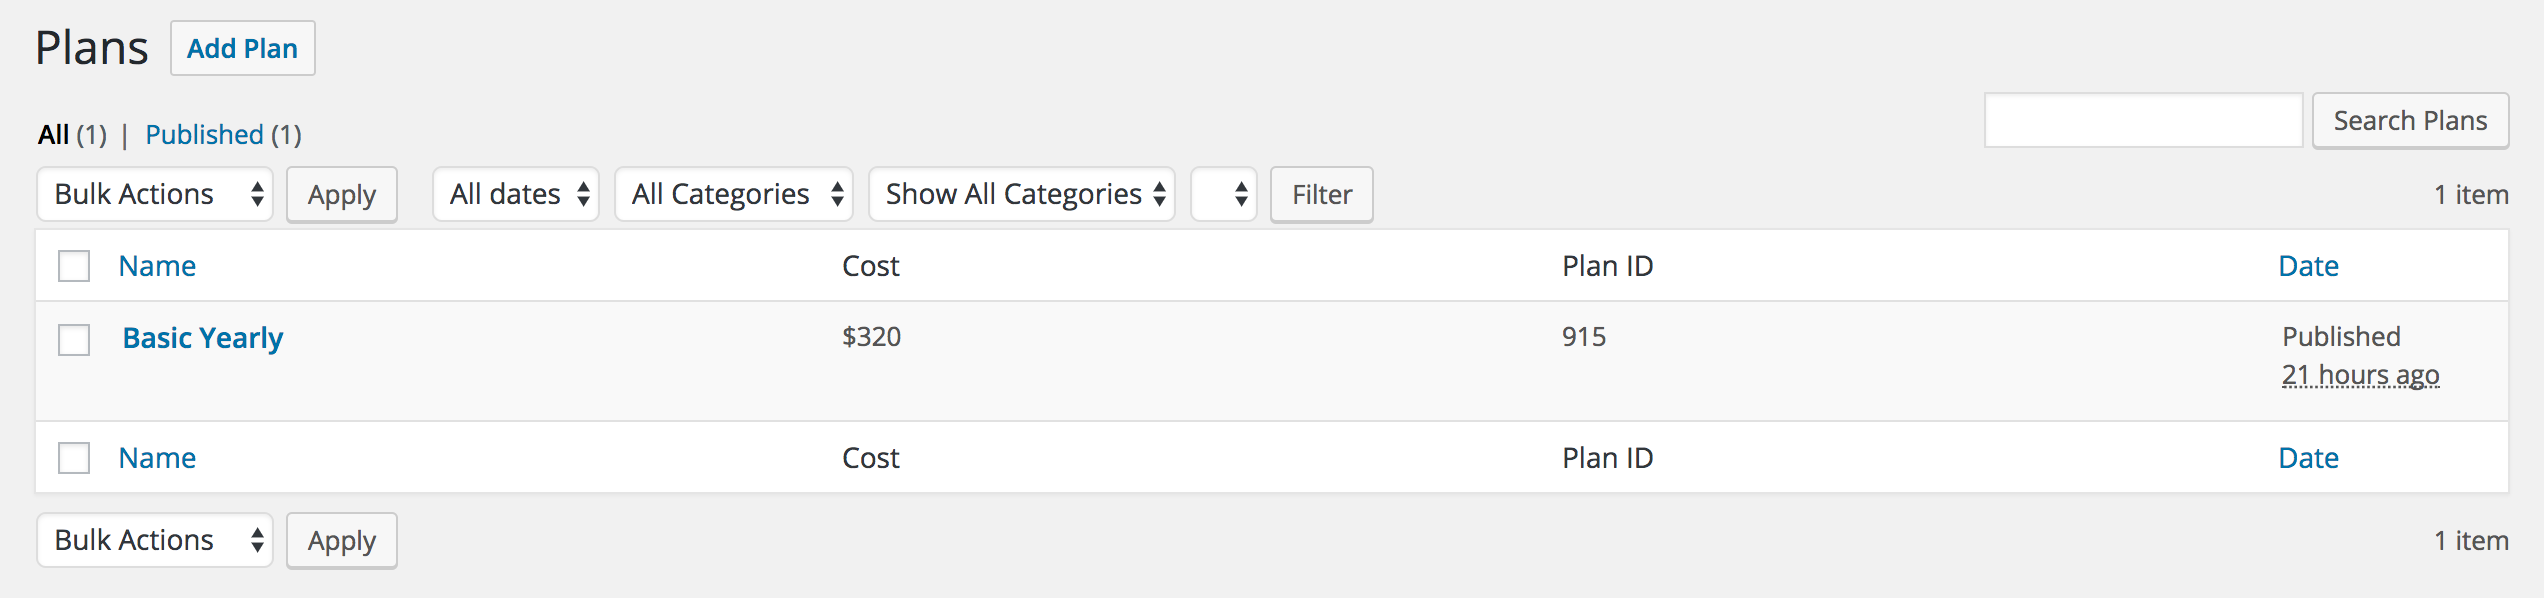 Plans Add Plan
All (1) | Published (1)
Search Plans
Bulk Actions Apply All dates All Categories Show All Categories Filter 1 item
Name Cost Plan ID Date
Basic Yearly $320 915 Published
21 hours ago
Name Cost Plan ID Date
Bulk Actions Apply 1 item